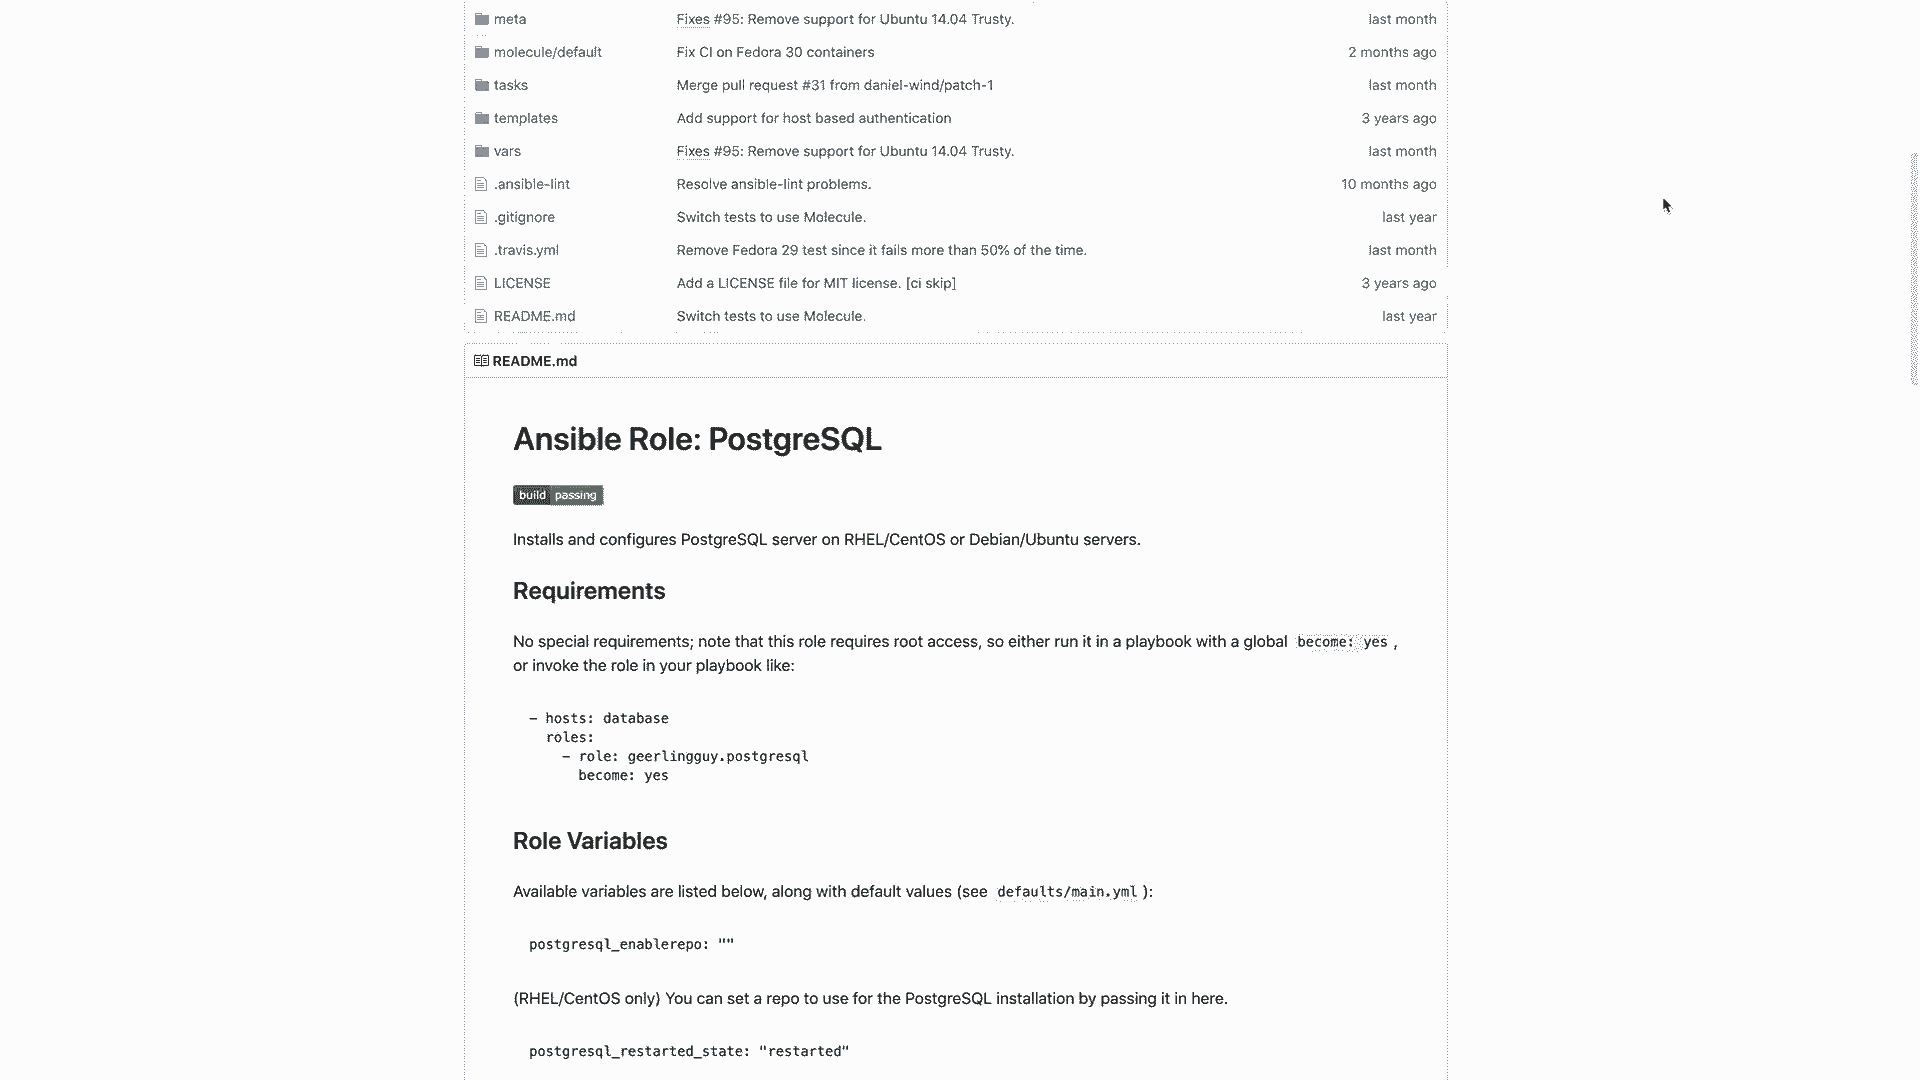 meta Fixes #95: Remove support for Ubuntu 14.04 Trusty. last month
molecule/default Fix CI on Fedora 30 containers 2 months ago
tasks Merge pull request #31 from daniel-wind/patch-1 last month
templates Add support for host based authentication 3 years ago
vars Fixes #95: Remove support for Ubuntu 14.04 Trusty. last month
.ansible-lint Resolve ansible-lint problems. 10 months ago
.gitignore Switch tests to use Molecule. last year
.travis.yml Remove Fedora 29 test since it fails more than 50% of the time. last month
LICENSE Add a LICENSE file for MIT license. [ci skip] 3 years ago
README.md Switch tests to use Molecule. last year
README.md
Ansible Role: PostgreSQL
build passing
Installs and configures PostgreSQL server on RHEL/CentOS or Debian/Ubuntu servers.
Requirements
No special requirements; note that this role requires root access, so either run it in a playbook with a global become: yes ,
or invoke the role in your playbook like:
- hosts: database
roles:
- role: geerlingguy.postgresql
become: yes
Role Variables
Available variables are listed below, along with default values (see defaults/main.yml ):
postgresql_enablerepo: ""
(RHEL/CentOS only) You can set a repo to use for the PostgreSQL installation by passing it in here.
postgresql_restarted_state: "restarted"